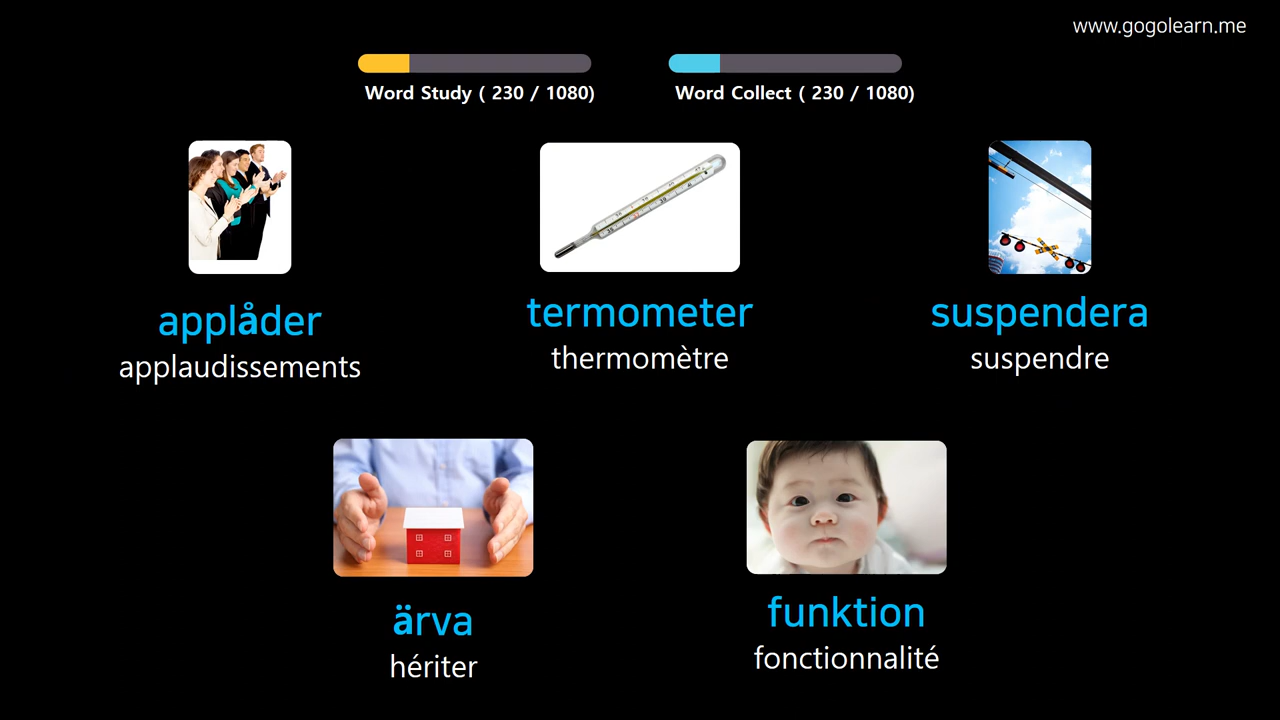 www.gogolearn.me
Word Study ( 230 / 1080)
Word Collect ( 230 / 1080)
applåder
applaudissements
termometer
thermomètre
suspendera
suspendre
ärva
hériter
funktion
fonctionnalité